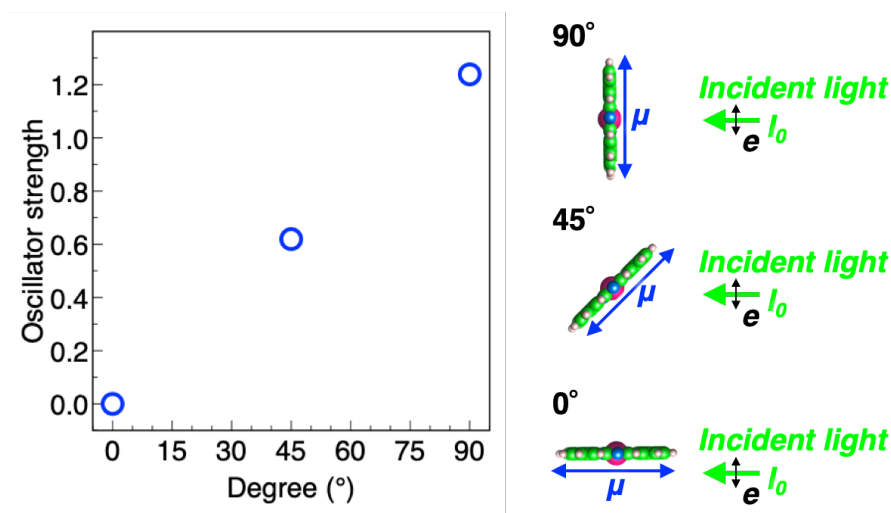 Oscillator strength
1.2
1.0
0.8
0.6
0.4
0.2
0.0
0 15 30 45 60 75 90
Degree (°)
90°
μ
Incident light
I₀
e
45°
μ
Incident light
I₀
e
0°
μ
Incident light
I₀
e